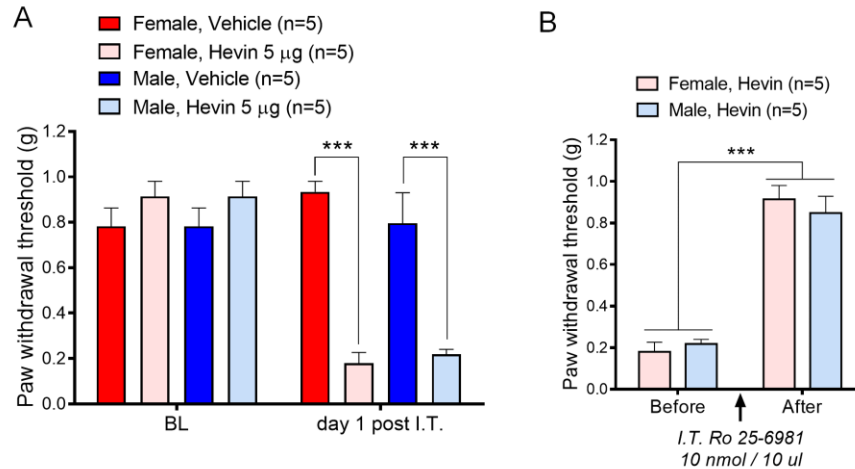 A
Female, Vehicle (n=5)
Female, Hevin 5 μg (n=5)
Male, Vehicle (n=5)
Male, Hevin 5 μg (n=5)
Paw withdrawal threshold (g)
1.2
1.0
0.8
0.6
0.4
0.2
0.0
***
***
BL
day 1 post I.T.
B
Female, Hevin (n=5)
Male, Hevin (n=5)
Paw withdrawal threshold (g)
1.2
1.0
0.8
0.6
0.4
0.2
0.0
***
Before
After
I.T. Ro 25-6981
10 nmol / 10 ul